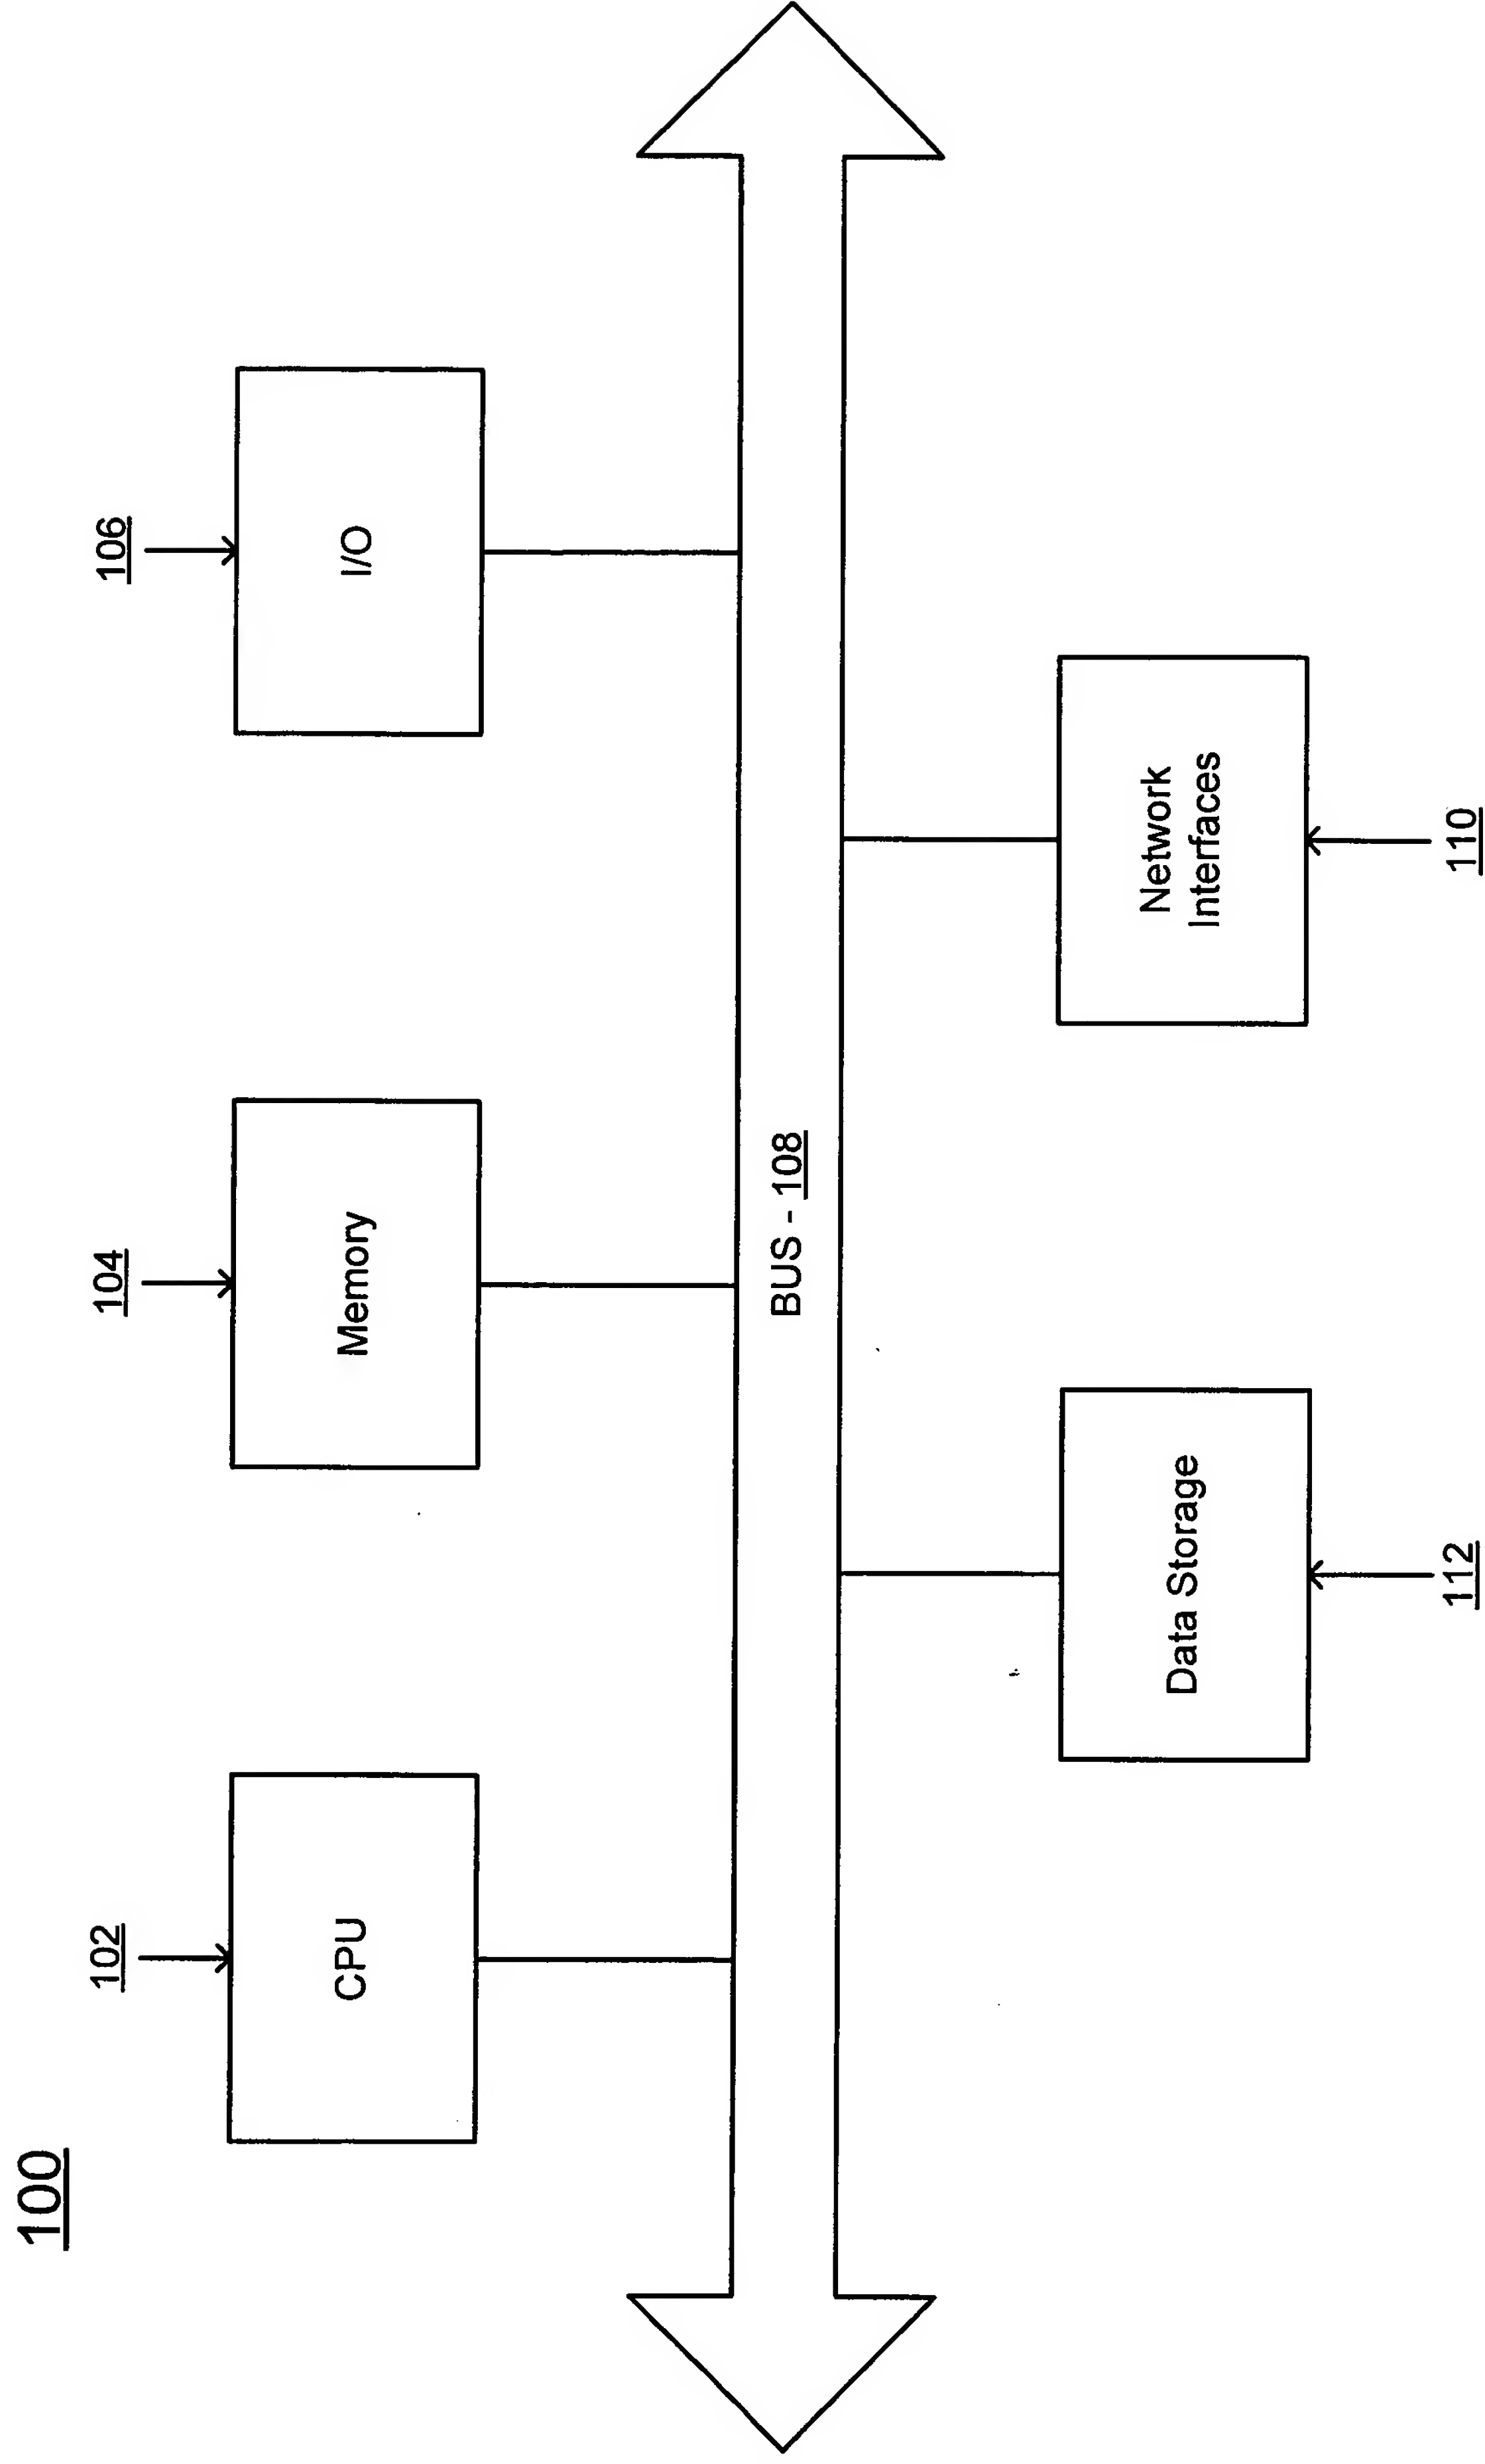 100
102
104
106
CPU
Memory
I/O
BUS - 108
Data Storage
Network
Interfaces
112
110